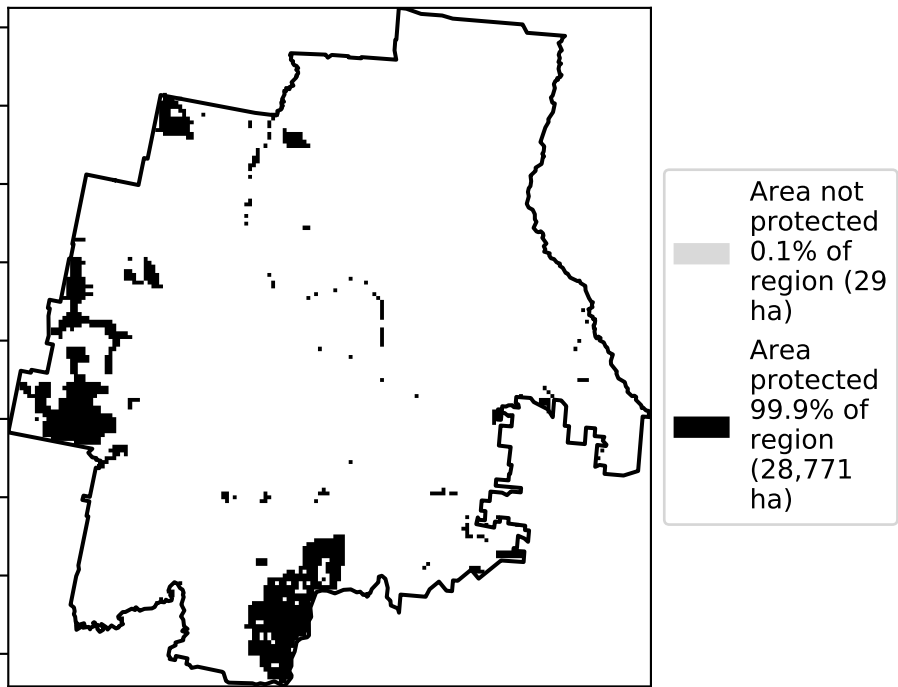 Area not
protected
0.1% of
region (29
ha)
Area
protected
99.9% of
region
(28,771
ha)